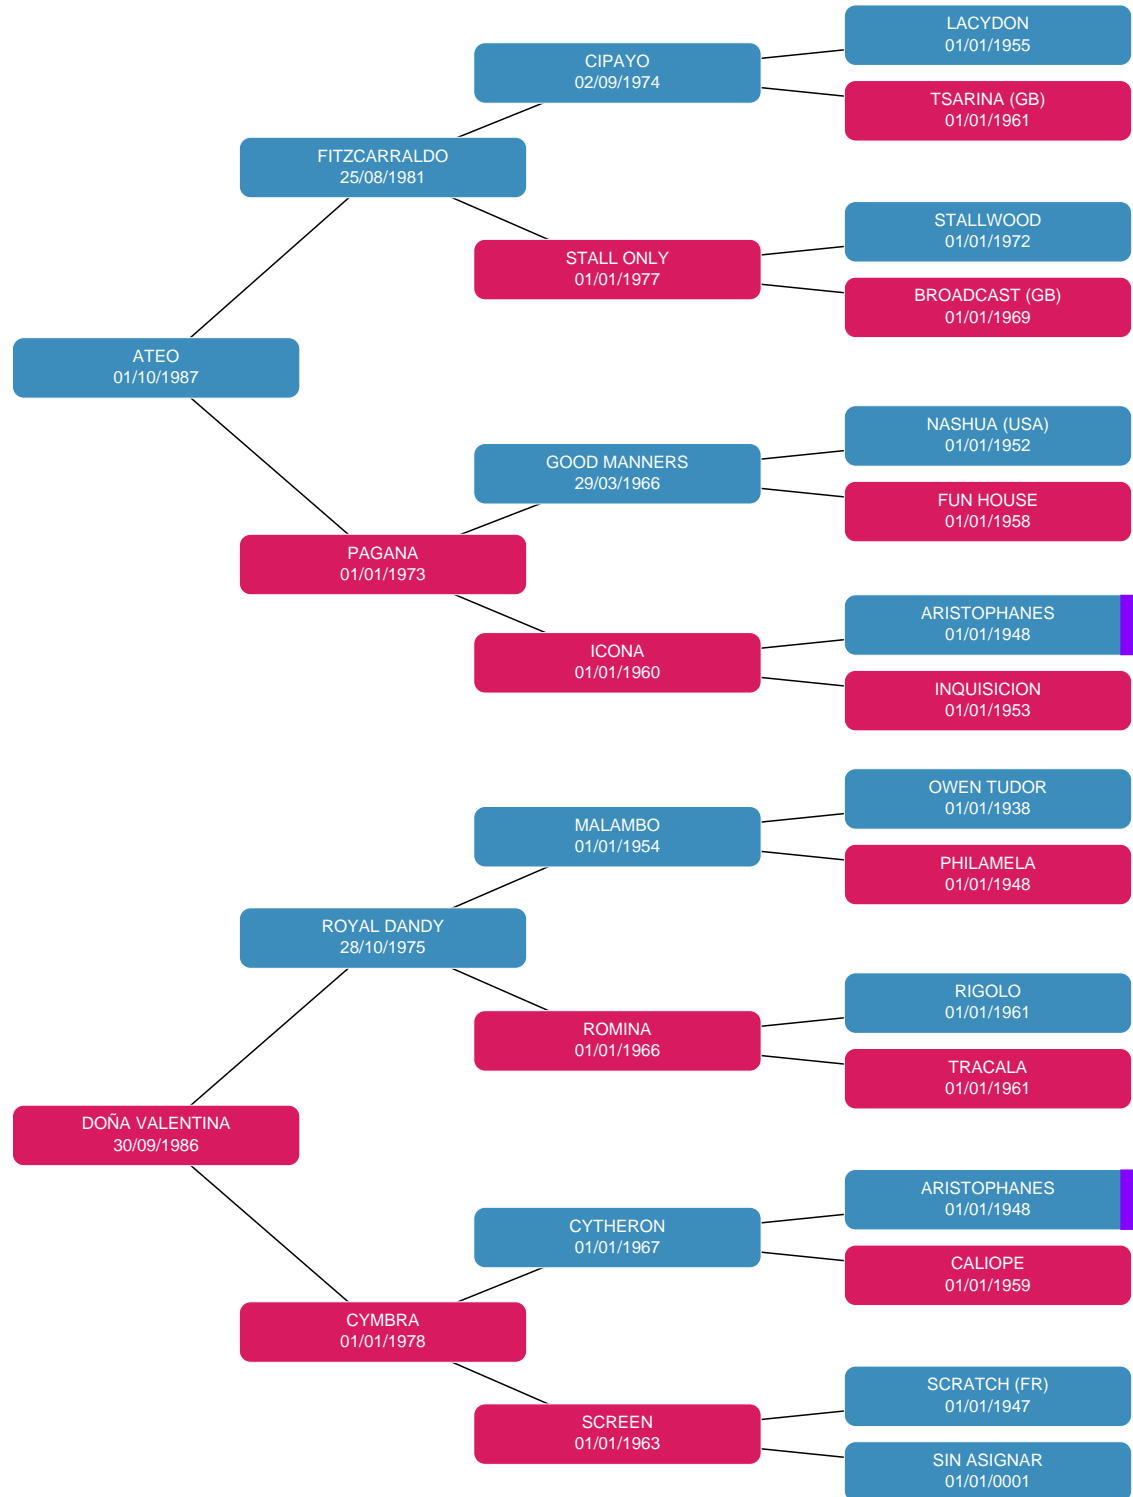 LACYDON
01/01/1955
CIPAYO
02/09/1974
TSARINA (GB)
01/01/1961
FITZCARRALDO
25/08/1981
STALLWOOD
01/01/1972
STALL ONLY
01/01/1977
BROADCAST (GB)
01/01/1969
ATEO
01/10/1987
NASHUA (USA)
01/01/1952
GOOD MANNERS
29/03/1966
FUN HOUSE
01/01/1958
PAGANA
01/01/1973
ARISTOPHANES
01/01/1948
ICONA
01/01/1960
INQUISICION
01/01/1953
OWEN TUDOR
01/01/1938
MALAMBO
01/01/1954
PHILAMELA
01/01/1948
ROYAL DANDY
28/10/1975
RIGOLO
01/01/1961
ROMINA
01/01/1966
TRACALA
01/01/1961
DOÑA VALENTINA
30/09/1986
ARISTOPHANES
01/01/1948
CYTHERON
01/01/1967
CALIOPE
01/01/1959
CYMBRA
01/01/1978
SCRATCH (FR)
01/01/1947
SCREEN
01/01/1963
SIN ASIGNAR
01/01/0001